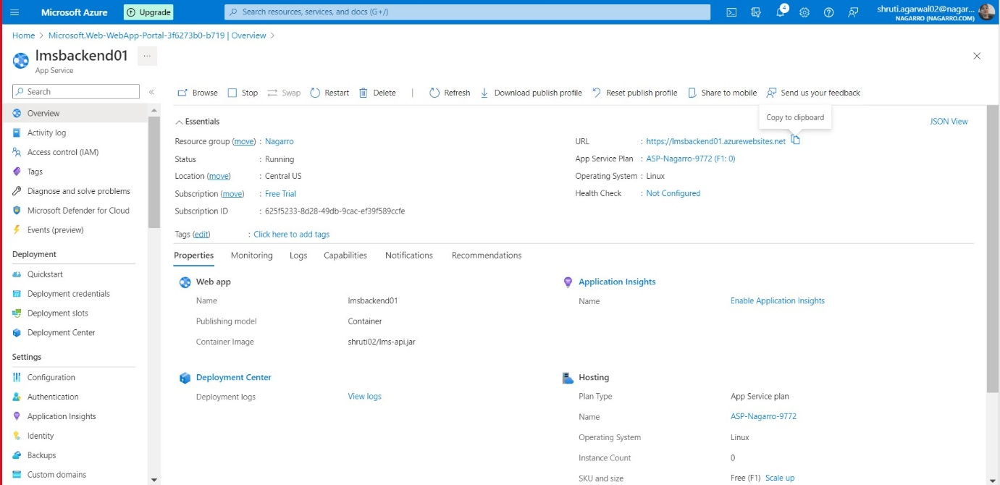 Microsoft Azure
Upgrade
Search resources, services, and docs (G+/)
4
shruti.agarwal02@nagar...
NAGARRO (NAGARRO.COM)
Home > Microsoft.Web-WebApp-Portal-3f6273b0-b719 | Overview >
lmsbackend01
...
App Service
Search
«
Browse
Stop
Swap
Restart
Delete
Refresh
Download publish profile
Reset publish profile
Share to mobile
Send us your feedback
Copy to clipboard
Overview
Activity log
Access control (IAM)
Tags
Diagnose and solve problems
Microsoft Defender for Cloud
Events (preview)
Deployment
Quickstart
Deployment credentials
Deployment slots
Deployment Center
Settings
Configuration
Authentication
Application Insights
Identity
Backups
Custom domains
Essentials
JSON View
Resource group (move) : Nagarro
Status : Running
Location (move) : Central US
Subscription (move) : Free Trial
Subscription ID : 625f5233-8d28-49db-9cac-ef39f589ccfe
Tags (edit) : Click here to add tags
URL : https://lmsbackend01.azurewebsites.net
App Service Plan : ASP-Nagarro-9772 (F1: 0)
Operating System : Linux
Health Check : Not Configured
Properties
Monitoring
Logs
Capabilities
Notifications
Recommendations
Web app
Name lmsbackend01
Publishing model Container
Container Image shruti02/lms-api.jar
Deployment Center
Deployment logs View logs
Application Insights
Name Enable Application Insights
Hosting
Plan Type App Service plan
Name ASP-Nagarro-9772
Operating System Linux
Instance Count 0
SKU and size Free (F1) Scale up